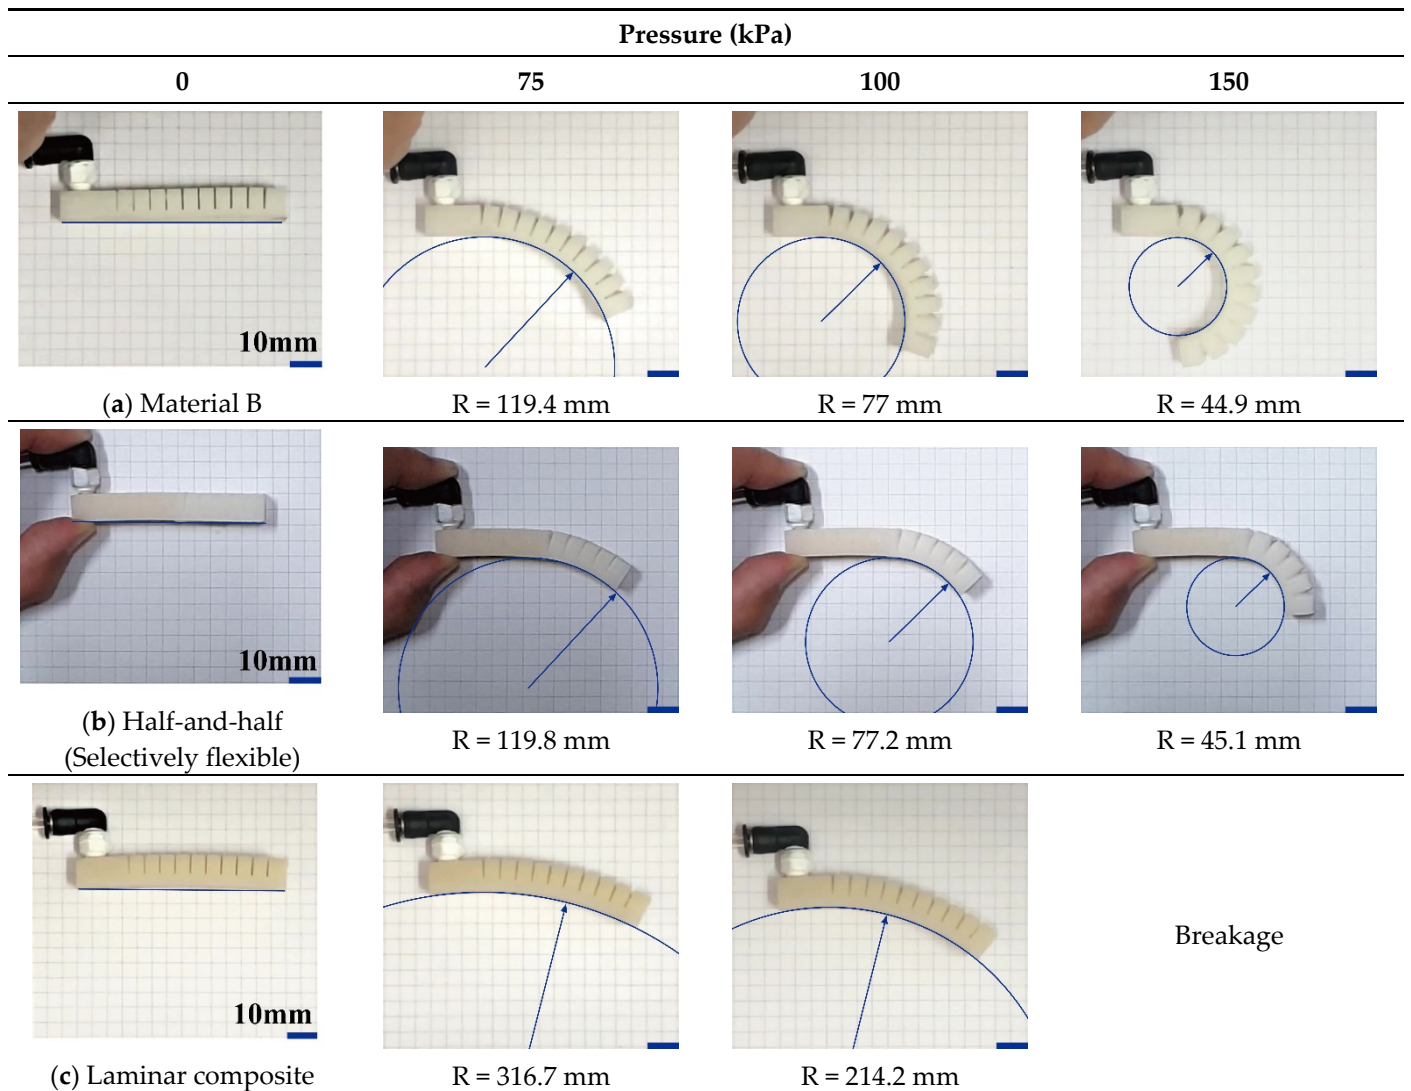 Pressure (kPa)
0 75 100 150
10mm
(a) Material B R = 119.4 mm R = 77 mm R = 44.9 mm
10mm
(b) Half-and-half
(Selectively flexible) R = 119.8 mm R = 77.2 mm R = 45.1 mm
10mm
Breakage
(c) Laminar composite R = 316.7 mm R = 214.2 mm